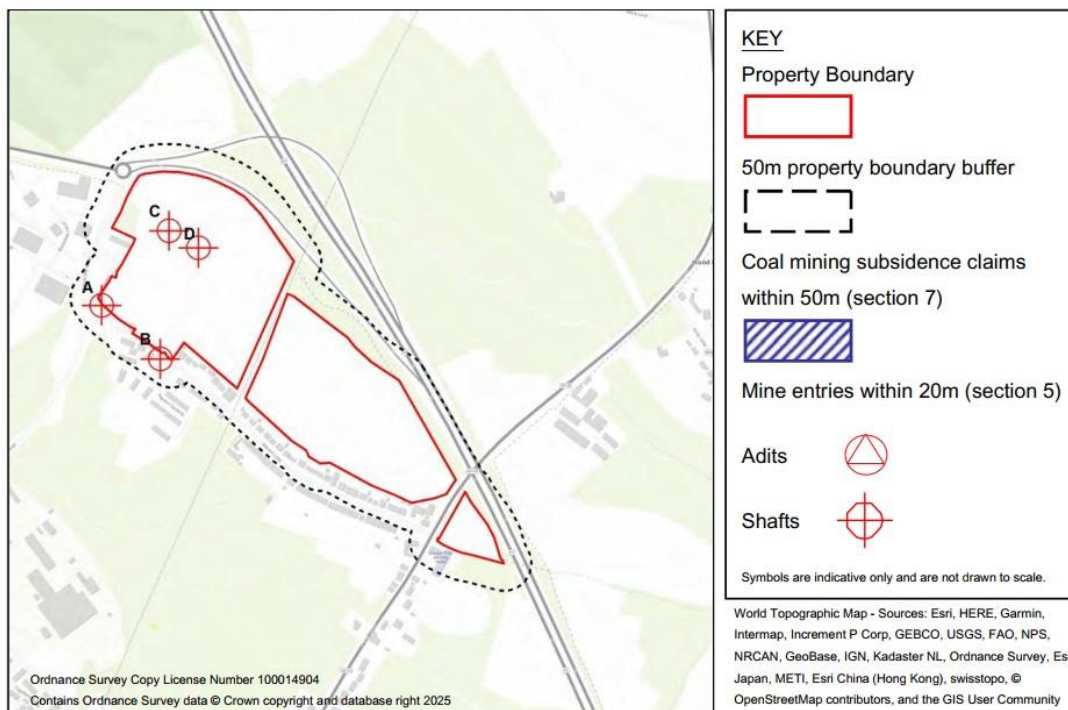 C
D
A
B
Ordnance Survey Copy License Number 100014904
Contains Ordnance Survey data © Crown copyright and database right 2025
KEY
Property Boundary
50m property boundary buffer
Coal mining subsidence claims
within 50m (section 7)
Mine entries within 20m (section 5)
Adits
Shafts
Symbols are indicative only and are not drawn to scale.
World Topographic Map - Sources: Esri, HERE, Garmin,
Intermap, Increment P Corp, GEBCO, USGS, FAO, NPS,
NRCAN, GeoBase, IGN, Kadaster NL, Ordnance Survey, Es
Japan, METI, Esri China (Hong Kong), swisstopo, ©
OpenStreetMap contributors, and the GIS User Community